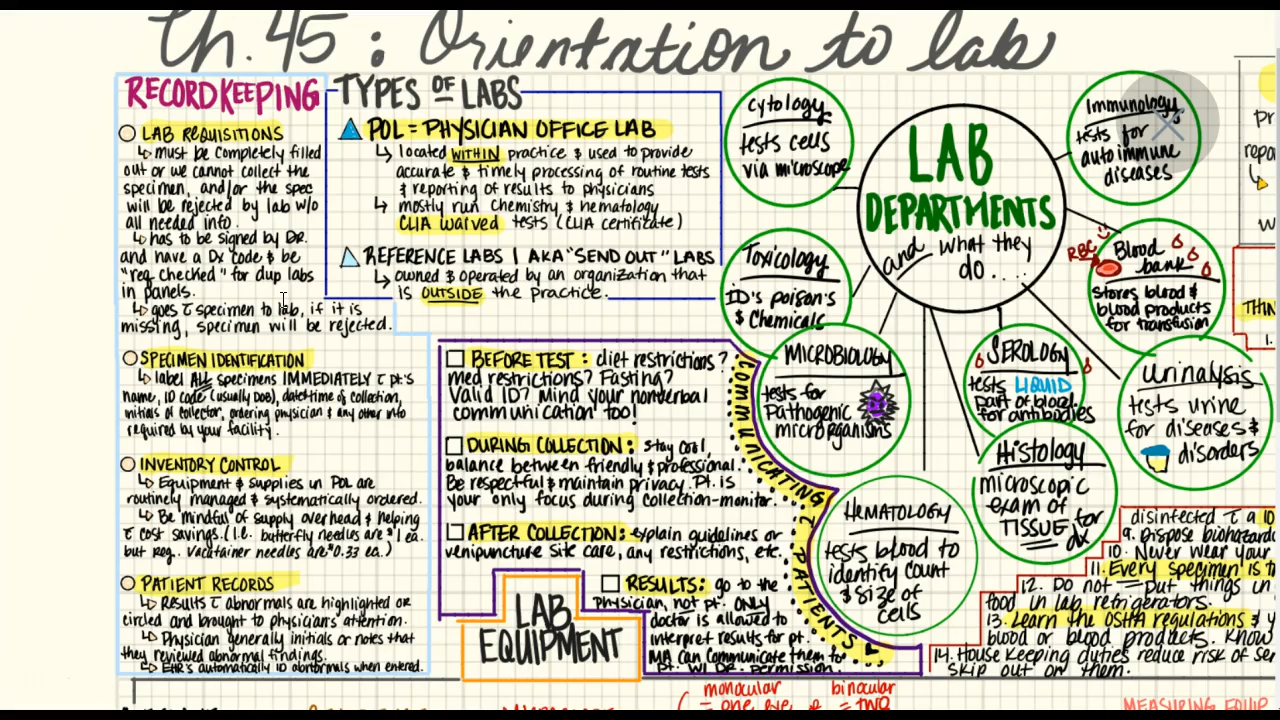 Ch. 45 : Orientation to lab
RECORDKEEPING
LAB REQUISITIONS
↳ must be completely filled
out or we cannot collect the
specimen, and/or the spec
will be rejected by lab w/o
all needed info.
↳ has to be signed by DR.
and have a Dx code & be
"req checked" for dup labs
in panels.
↳ goes c̄ specimen to lab, if it is
missing, specimen will be rejected.
SPECIMEN IDENTIFICATION
↳ label ALL specimens IMMEDIATELY c̄ pt's
name, ID code (usually DOB), date/time of collection,
initials of collector, ordering physician & any other info
required by your facility.
INVENTORY CONTROL
↳ Equipment & supplies in POL are
routinely managed & systematically ordered.
↳ Be mindful of supply overhead & helping
c̄ cost savings. (i.e. butterfly needles are $1 ea.
but reg. vacutainer needles are $0.33 ea.)
PATIENT RECORDS
↳ Results c̄ abnormals are highlighted or
circled and brought to physicians attention.
↳ Physician generally initials or notes that
they reviewed abnormal findings.
↳ EHR's automatically ID abnormals when entered.
TYPES OF LABS
POL = PHYSICIAN OFFICE LAB
↳ located WITHIN practice & used to provide
accurate & timely processing of routine tests
& reporting of results to physicians
↳ mostly run chemistry & hematology
CLIA WAIVED tests (CLIA certificate)
REFERENCE LABS | AKA "SEND OUT" LABS
↳ owned & operated by an organization that
is OUTSIDE the practice.
BEFORE TEST: diet restrictions?
med restrictions? Fasting?
Valid ID? Mind your nonverbal
communication too!
DURING COLLECTION: stay cool,
balance between friendly & professional.
Be respectful & maintain privacy. Pt. is
your only focus during collection-monitor.
AFTER COLLECTION: explain guidelines or
venipuncture site care, any restrictions, etc.
RESULTS: go to the
physician, not pt. ONLY
doctor is allowed to
interpret results for pt.
MA can communicate them to
pt. w/ DR. permission.
COMMUNICATING
2
PATIENTS
LAB
EQUIPMENT
LAB
DEPARTMENTS
and what they
do....
Cytology
tests cells
via microscope
Toxicology
ID's poison's
& Chemicals
MICROBIOLOGY
tests for
pathogenic
microrganisms
HEMATOLOGY
tests blood to
identify count
& size of
cells
Immunology
tests for
autoimmune
diseases
RBC
Blood
bank
stores blood &
blood products
for transfusion
SEROLOGY
tests LIQUID
part of blood
for antibodies
Urinalysis
tests urine
for diseases &
disorders
Histology
microscopic
exam of
TISSUE for
dx
repo
W
THIN
1.
disinfected c̄ a 10
9. Dispose biohazard
10. Never wear your
11. Every specimen is t
12. Do not put things in
food in lab refrigerators.
13. Learn the OSHA regulations & y
blood or blood products. Know
14. House keeping duties reduce risk of se
skip out on them.
monocular
= one eye
binocular
= two
MEASURING EQUIP